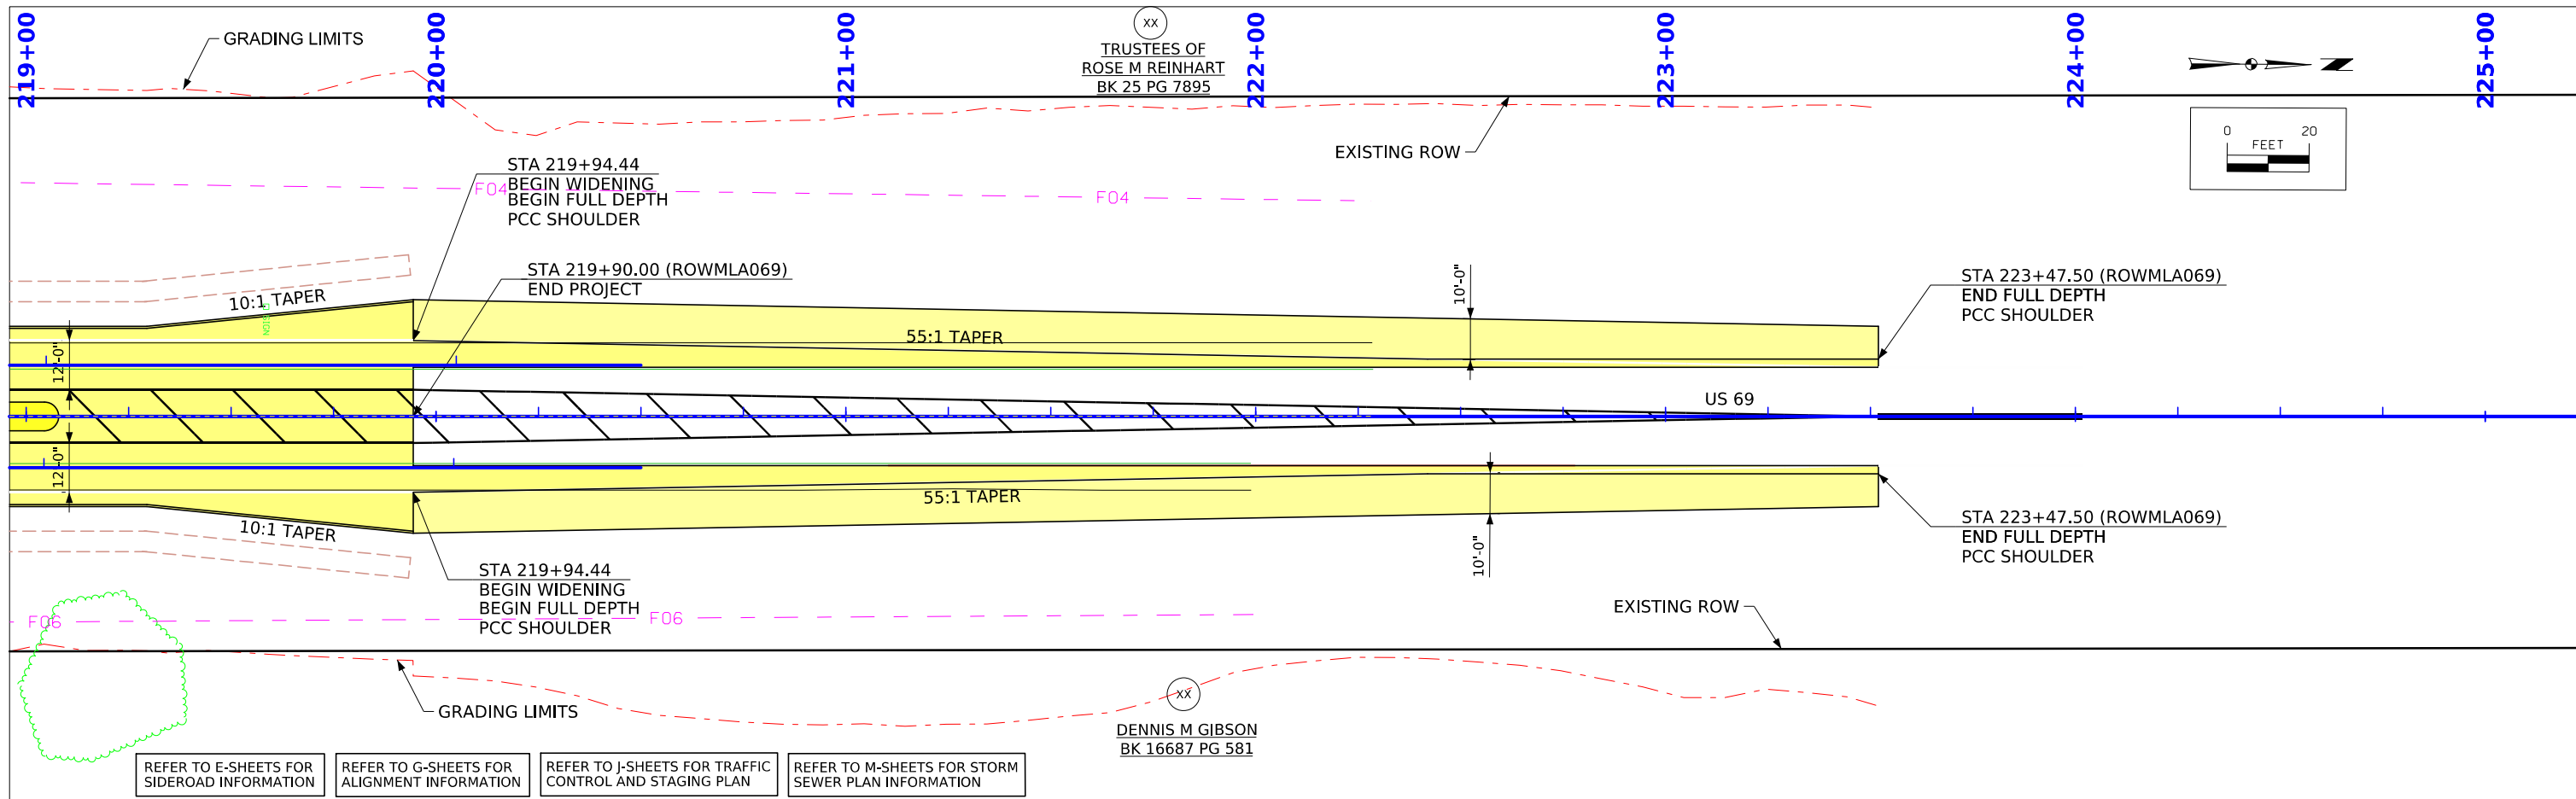 219+00
220+00
221+00
222+00
223+00
224+00
225+00
GRADING LIMITS
XX
TRUSTEES OF
ROSE M REINHART
BK 25 PG 7895
EXISTING ROW
0 20
FEET
STA 219+94.44
BEGIN WIDENING
BEGIN FULL DEPTH
PCC SHOULDER
F04
F04
STA 219+90.00 (ROWMLA069)
END PROJECT
10'-0"
STA 223+47.50 (ROWMLA069)
END FULL DEPTH
PCC SHOULDER
10:1 TAPER
55:1 TAPER
12'-0"
US 69
12'-0"
55:1 TAPER
10:1 TAPER
10'-0"
STA 223+47.50 (ROWMLA069)
END FULL DEPTH
PCC SHOULDER
STA 219+94.44
BEGIN WIDENING
BEGIN FULL DEPTH
PCC SHOULDER
F06
F06
EXISTING ROW
GRADING LIMITS
XX
DENNIS M GIBSON
BK 16687 PG 581
REFER TO E-SHEETS FOR
SIDEROAD INFORMATION
REFER TO G-SHEETS FOR
ALIGNMENT INFORMATION
REFER TO J-SHEETS FOR TRAFFIC
CONTROL AND STAGING PLAN
REFER TO M-SHEETS FOR STORM
SEWER PLAN INFORMATION